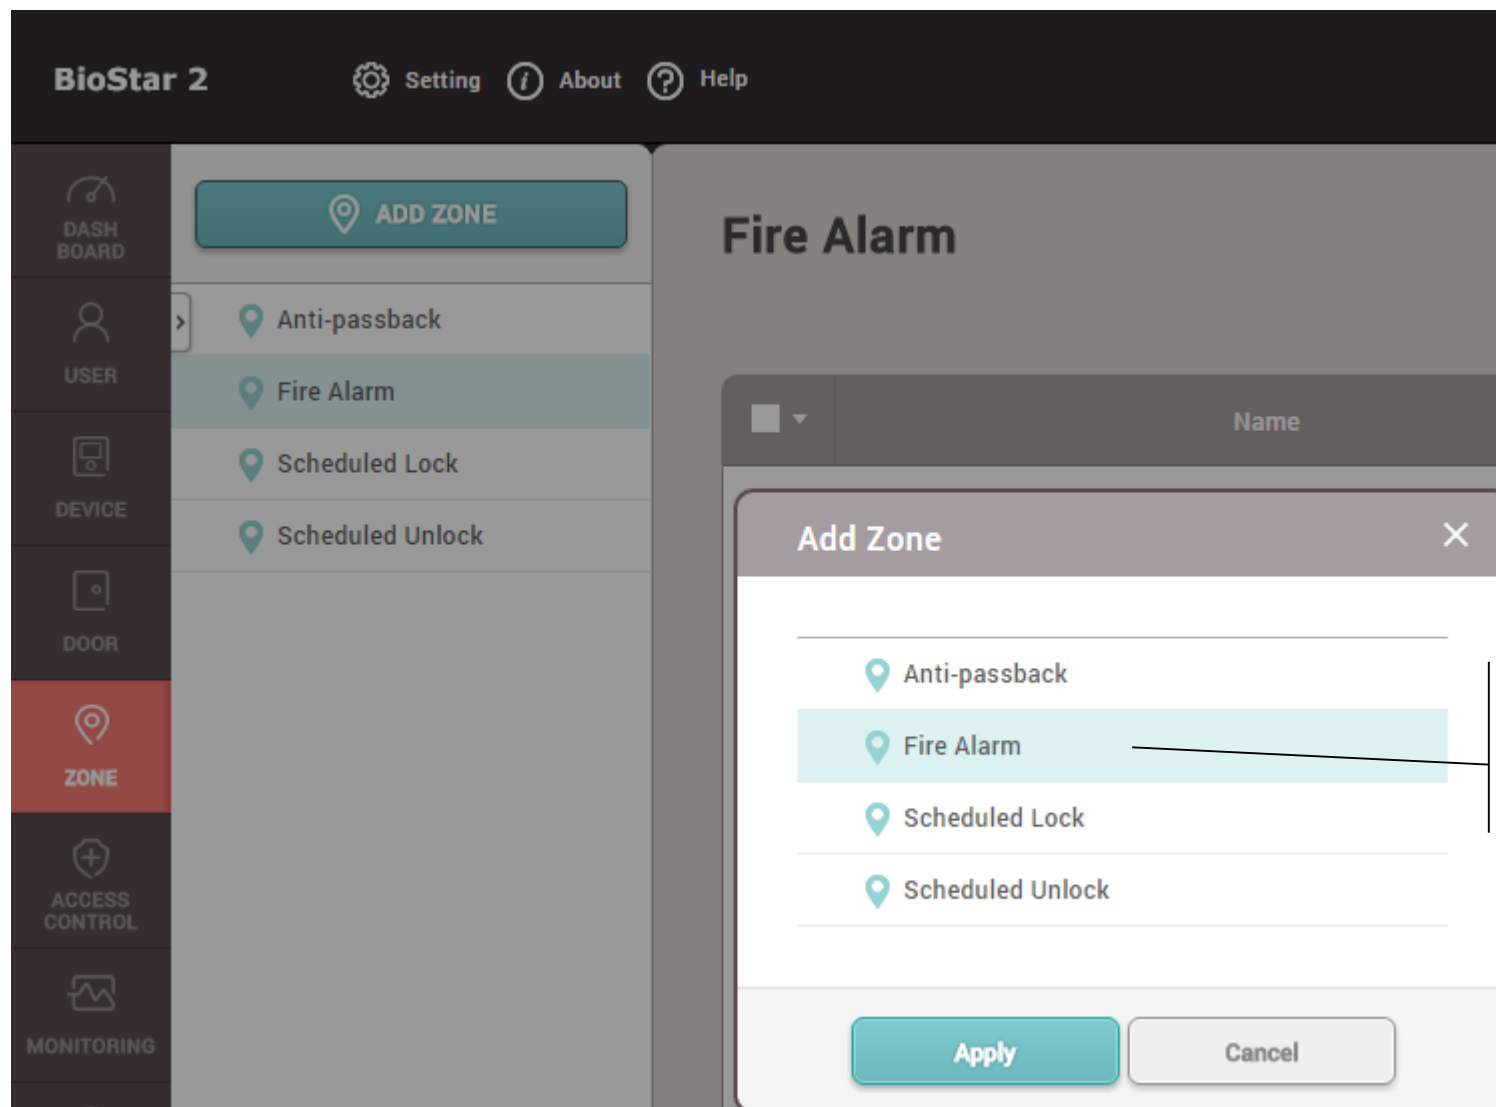 BioStar 2
Setting
About
Help
DASH
BOARD
USER
DEVICE
DOOR
ZONE
ACCESS
CONTROL
MONITORING
ADD ZONE
Anti-passback
Fire Alarm
Scheduled Lock
Scheduled Unlock
Fire Alarm
Name
Add Zone
Anti-passback
Fire Alarm
Scheduled Lock
Scheduled Unlock
Apply
Cancel